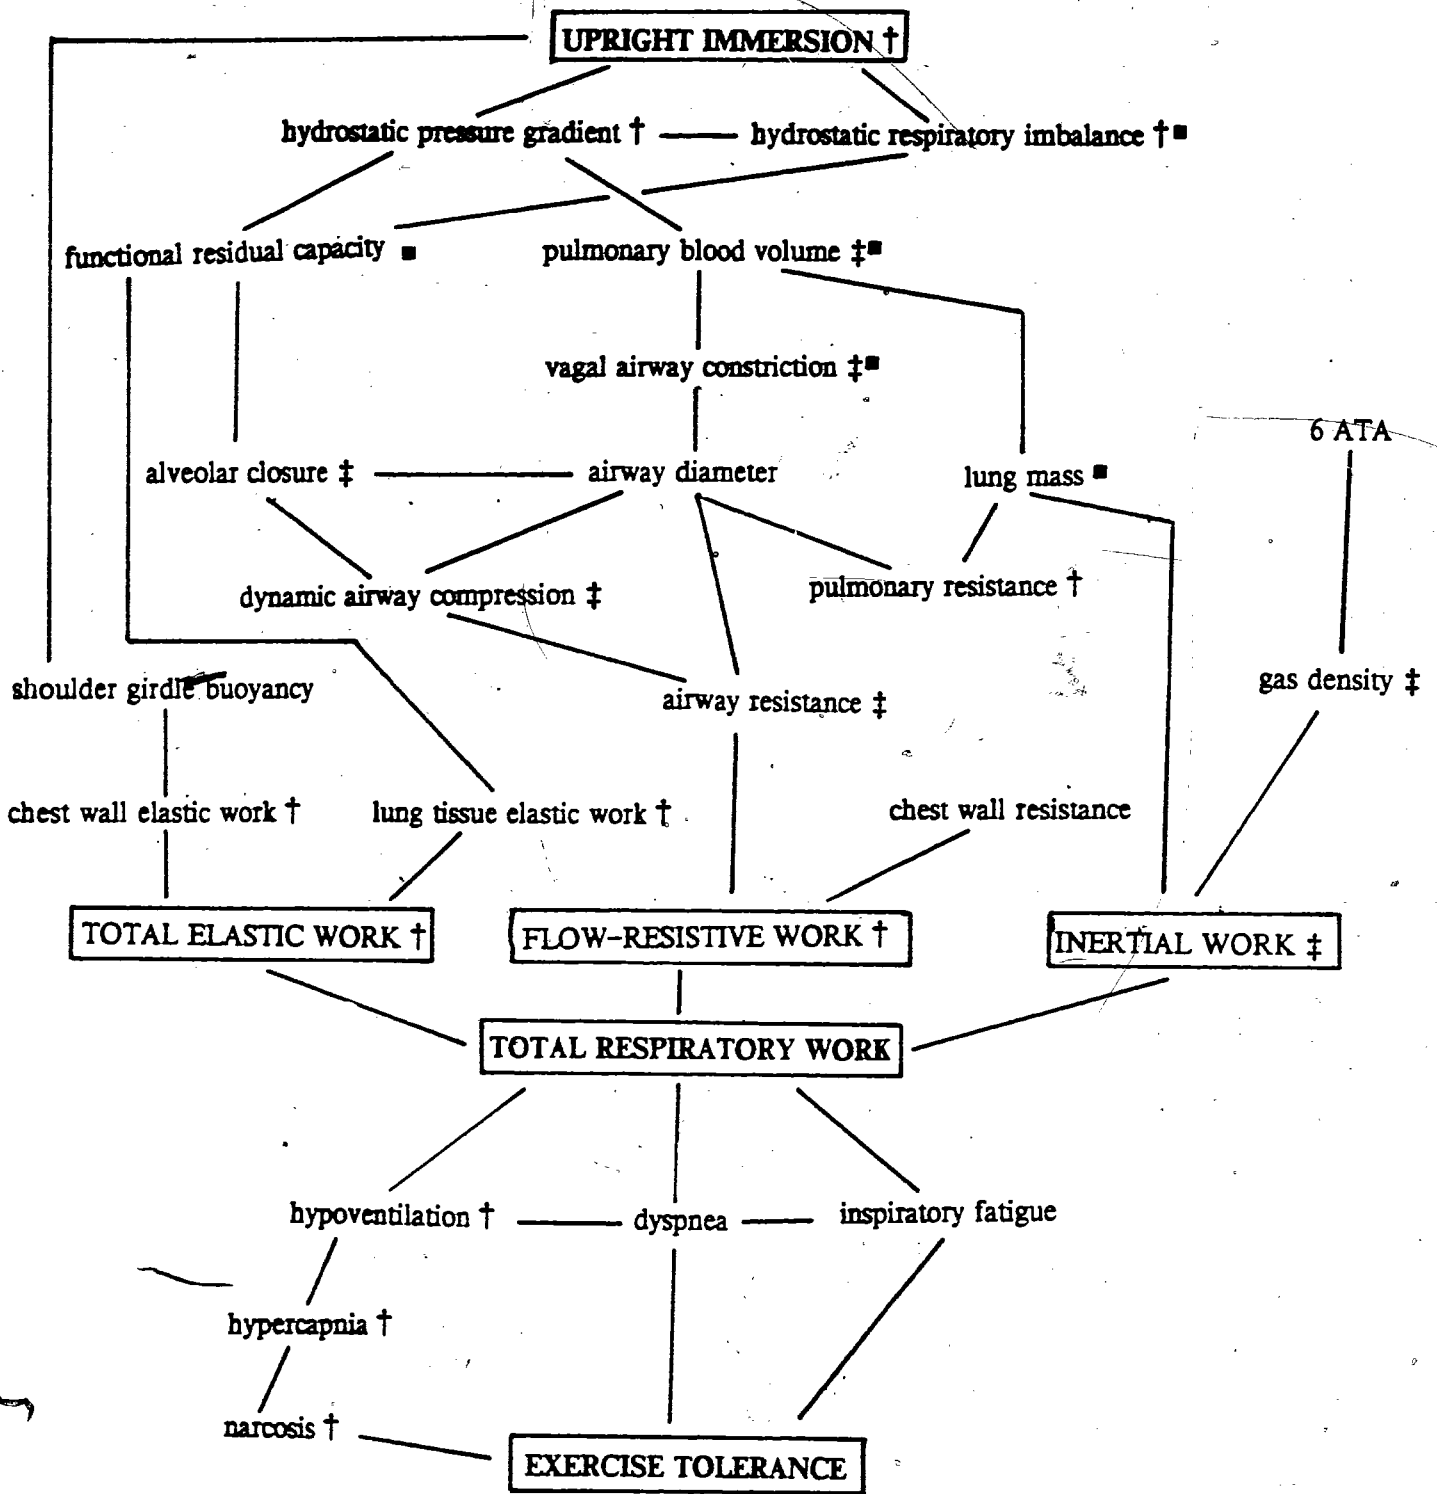 UPRIGHT IMMERSION †
hydrostatic pressure gradient † hydrostatic respiratory imbalance †■
functional residual capacity ■ pulmonary blood volume ‡■
vagal airway constriction ‡■
6 ATA
alveolar closure ‡ airway diameter lung mass ■
dynamic airway compression ‡ pulmonary resistance †
shoulder girdle buoyancy airway resistance ‡ gas density ‡
chest wall elastic work † lung tissue elastic work † chest wall resistance
TOTAL ELASTIC WORK † FLOW-RESISTIVE WORK † INERTIAL WORK ‡
TOTAL RESPIRATORY WORK
hypoventilation † dyspnea inspiratory fatigue
hypercapnia †
narcosis †
EXERCISE TOLERANCE